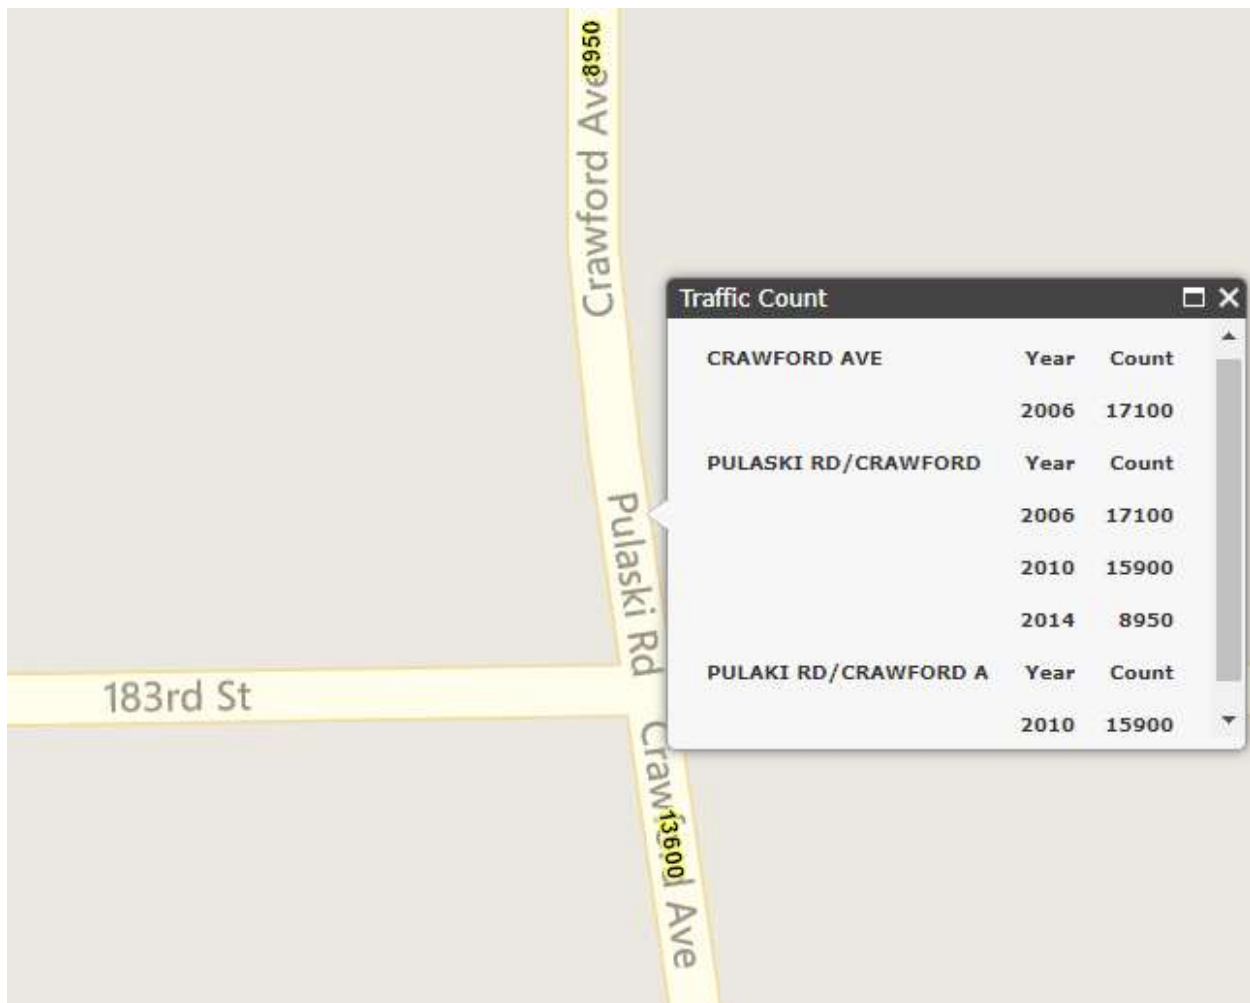 8950
Crawford Ave
Traffic Count
CRAWFORD AVE Year Count
2006 17100
PULASKI RD/CRAWFORD Year Count
2006 17100
2010 15900
2014 8950
PULAKI RD/CRAWFORD A Year Count
2010 15900
Pulaski Rd
183rd St
Crawford Ave
13600